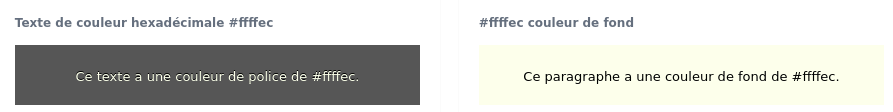 Texte de couleur hexadécimale #ffffec
Ce texte a une couleur de police de #ffffec.
#ffffec couleur de fond
Ce paragraphe a une couleur de fond de #ffffec.